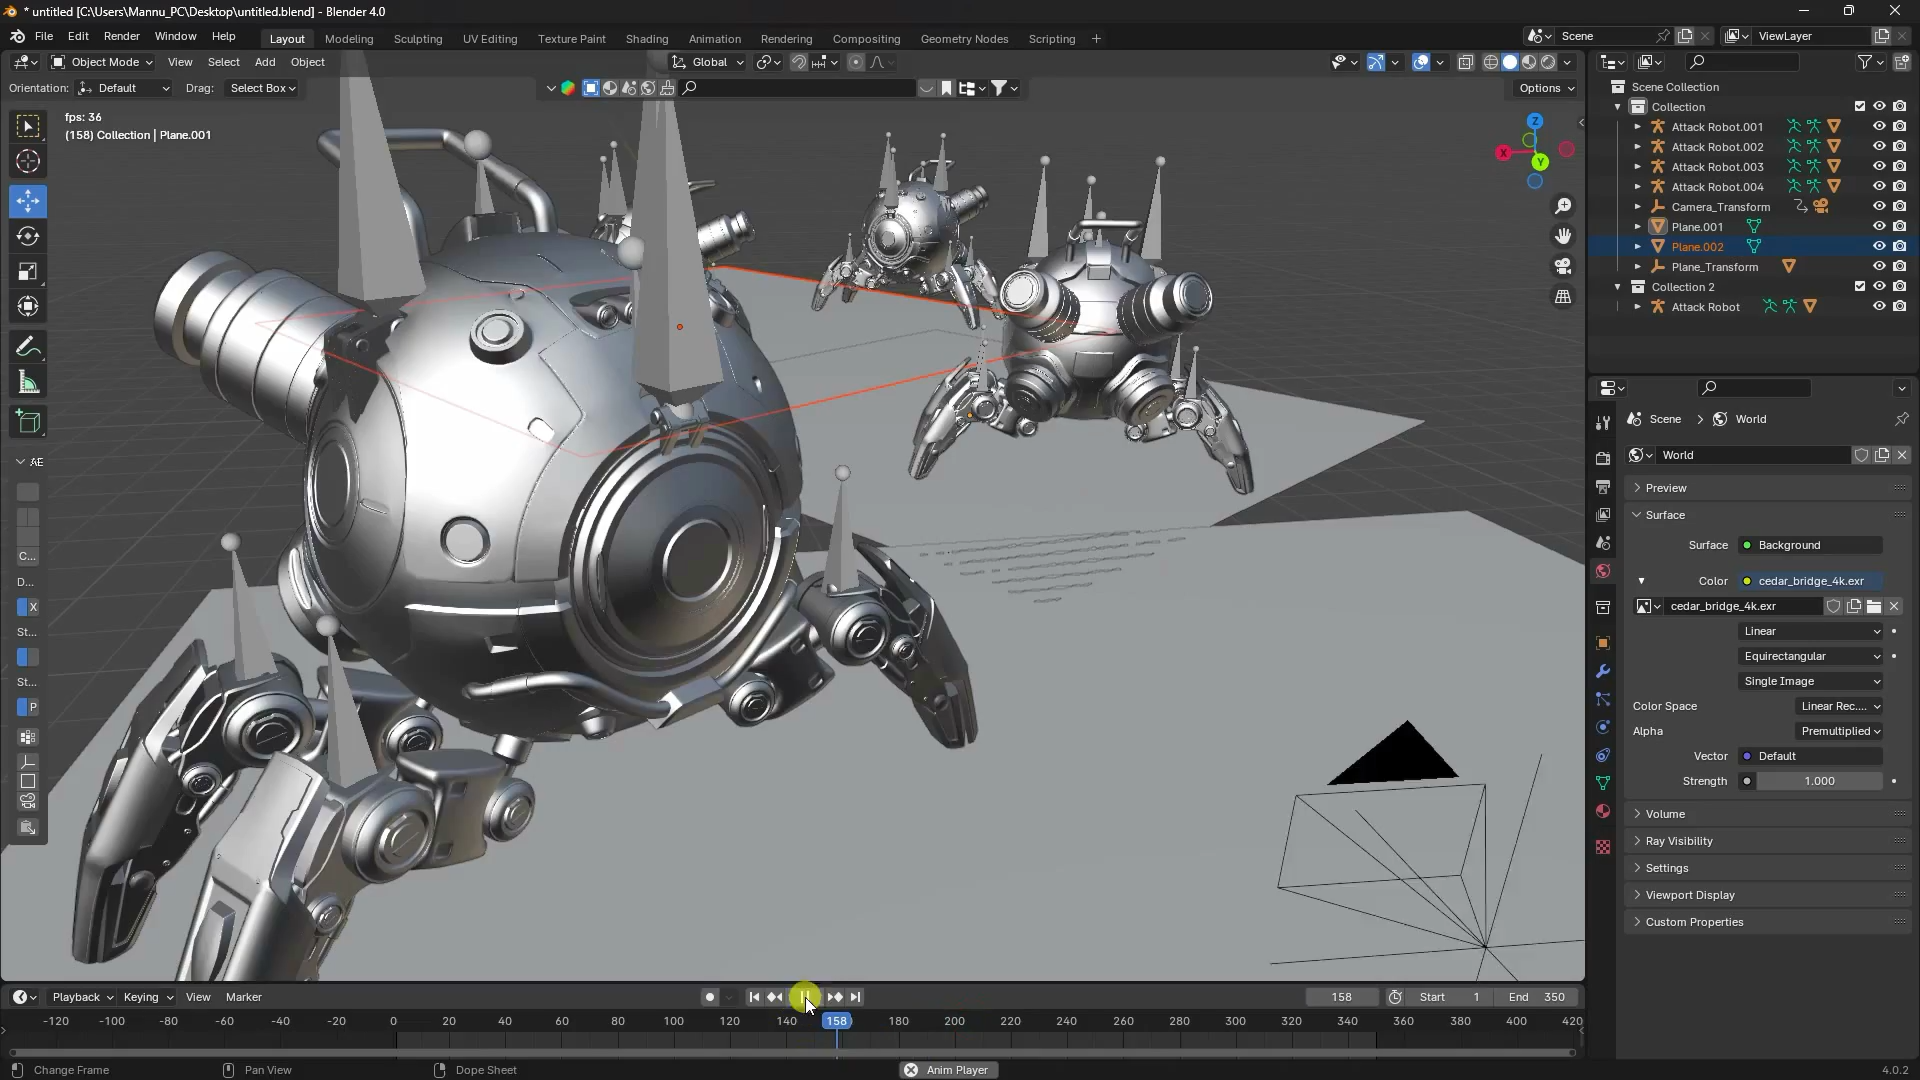 * untitled [C:\Users\Mannu_PC\Desktop\untitled.blend] - Blender 4.0
File Edit Render Window Help Layout Modeling Sculpting UV Editing Texture Paint Shading Animation Rendering Compositing Geometry Nodes Scripting + Scene ViewLayer
Object Mode View Select Add Object Global
Orientation: Default Drag: Select Box Options
fps: 36
(158) Collection | Plane.001
Z
X
Y
AE
C...
D...
X
St...
St...
P
Scene Collection
Collection
Attack Robot.001
Attack Robot.002
Attack Robot.003
Attack Robot.004
Camera_Transform
Plane.001
Plane.002
Plane_Transform
Collection 2
Attack Robot
Scene > World
World
Preview
Surface
Surface Background
Color cedar_bridge_4k.exr
cedar_bridge_4k.exr
Linear
Equirectangular
Single Image
Color Space Linear Rec....
Alpha Premultiplied
Vector Default
Strength 1.000
Volume
Ray Visibility
Settings
Viewport Display
Custom Properties
Playback Keying View Marker 158 Start 1 End 350
-120 -100 -80 -60 -40 -20 0 20 40 60 80 100 120 140 158 180 200 220 240 260 280 300 320 340 360 380 400 420
Change Frame Pan View Dope Sheet Anim Player 4.0.2